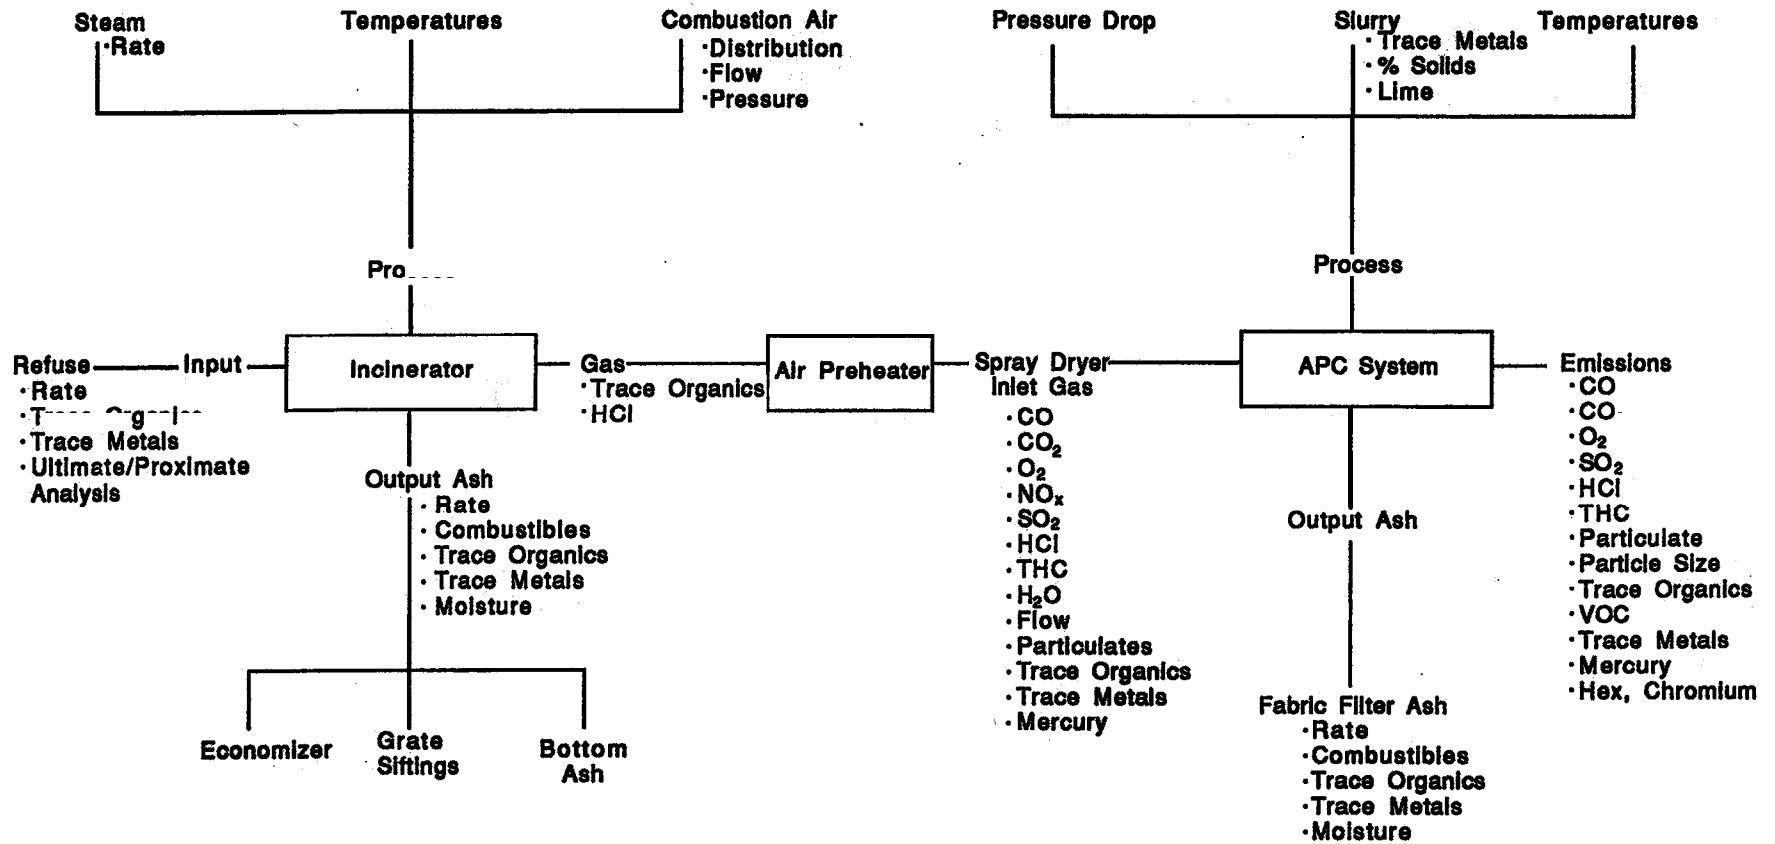 Steam
·Rate
Temperatures
Combustion Air
·Distribution
·Flow
·Pressure
Pressure Drop
Slurry
·Trace Metals
·% Solids
·Lime
Temperatures
Pro
Process
Refuse
Input
·Rate
·Trace Metals
·Ultimate/Proximate
Analysis
Incinerator
Gas
·Trace Organics
·HCl
Air Preheater
Spray Dryer
Inlet Gas
·CO
·CO₂
·O₂
·NOₓ
·SO₂
·HCl
·THC
·H₂O
·Flow
·Particulates
·Trace Organics
·Trace Metals
·Mercury
APC System
Emissions
·CO
·CO
·O₂
·SO₂
·HCl
·THC
·Particulate
·Particle Size
·Trace Organics
·VOC
·Trace Metals
·Mercury
·Hex, Chromium
Output Ash
· Rate
· Combustibles
· Trace Organics
· Trace Metals
· Moisture
Economizer
Grate
Siftings
Bottom
Ash
Output Ash
Fabric Filter Ash
·Rate
·Combustibles
·Trace Organics
·Trace Metals
·Moisture